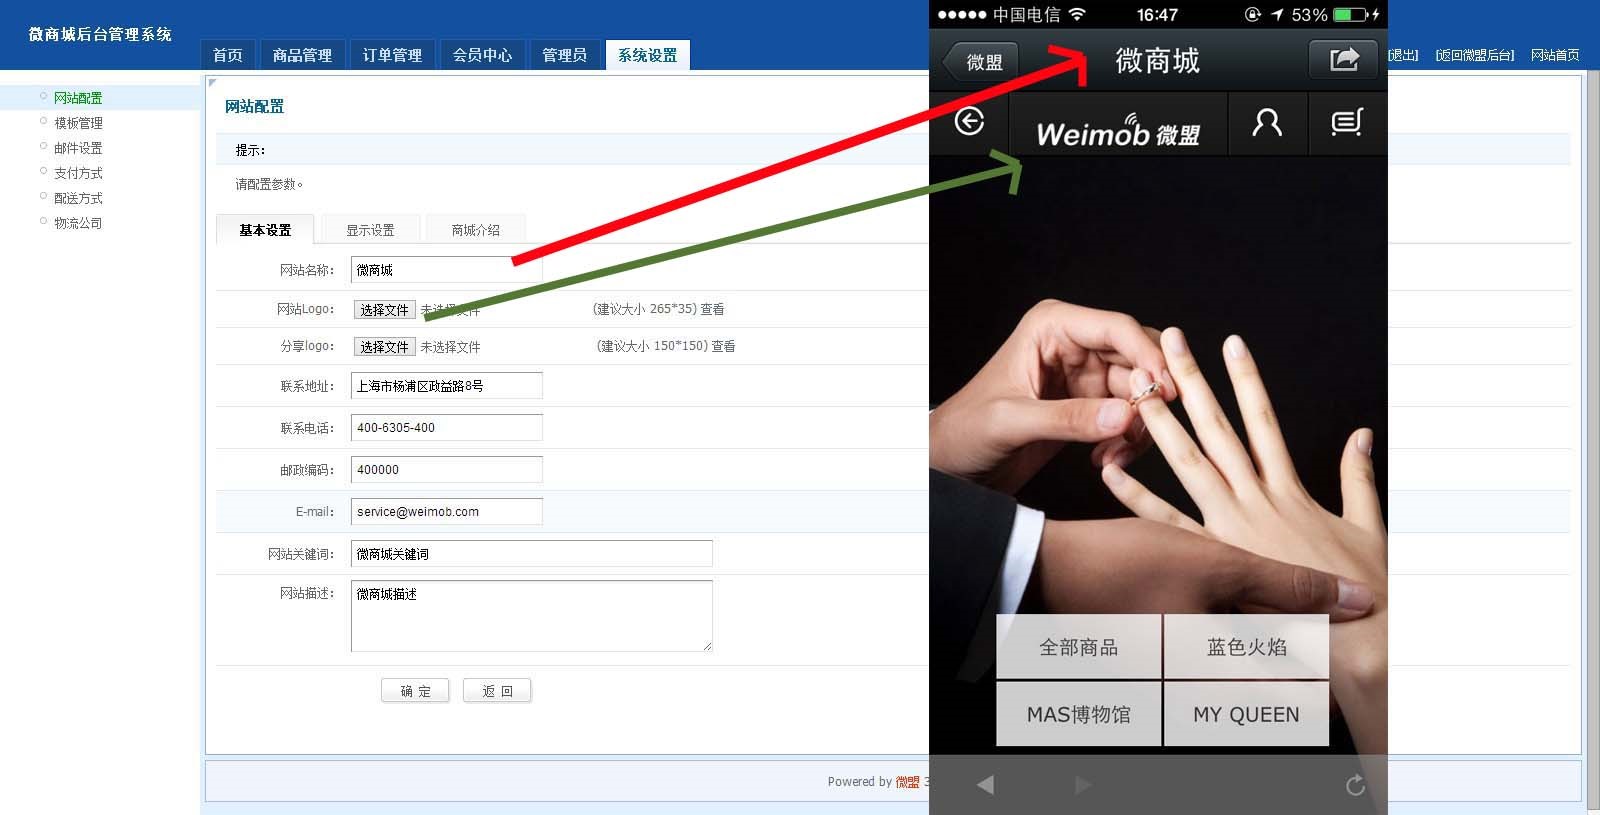 微商城后台管理系统
首页 商品管理 订单管理 会员中心 管理员 系统设置
退出] [返回微盟后台] 网站首页
网站配置
模板管理
邮件设置
支付方式
配送方式
物流公司
网站配置
提示：
请配置参数。
基本设置 显示设置 商城介绍
网站名称： 微商城
网站Logo： 选择文件 未选择文件 (建议大小 265*35) 查看
分享logo： 选择文件 未选择文件 (建议大小 150*150) 查看
联系地址： 上海市杨浦区政益路8号
联系电话： 400-6305-400
邮政编码： 400000
E-mail： service@weimob.com
网站关键词： 微商城关键词
网站描述： 微商城描述
确 定 返 回
Powered by 微盟 3
中国电信 16:47 53%
微盟 微商城
Weimob 微盟
全部商品 蓝色火焰
MAS博物馆 MY QUEEN